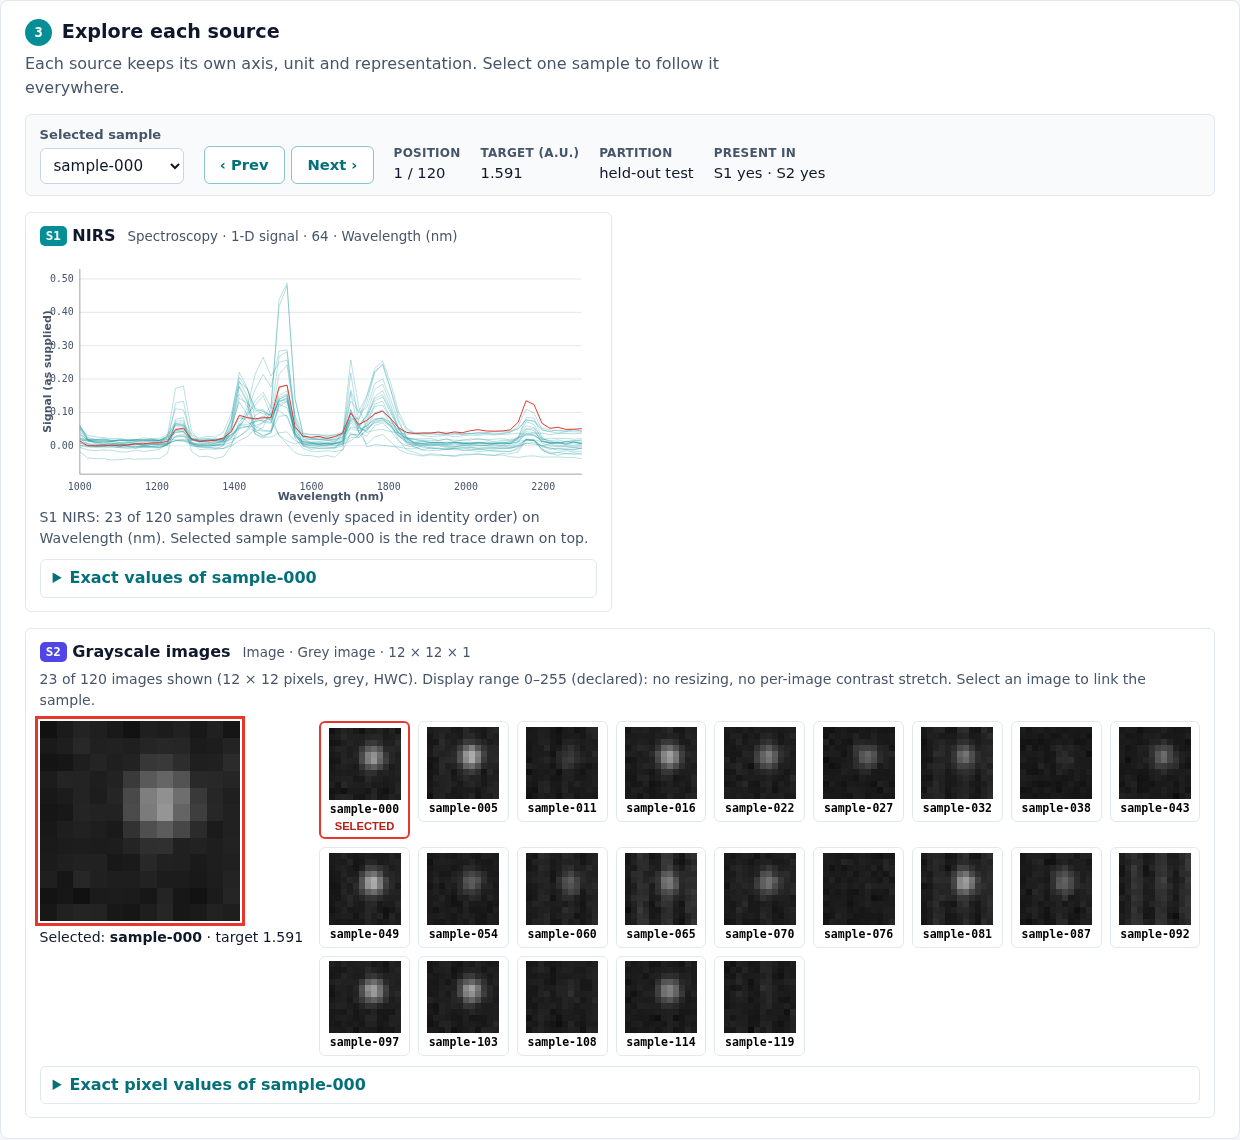 3 Explore each source
Each source keeps its own axis, unit and representation. Select one sample to follow it
everywhere.
Selected sample
sample-000
‹ Prev
Next ›
POSITION
1 / 120
TARGET (A.U.)
1.591
PARTITION
held-out test
PRESENT IN
S1 yes · S2 yes
S1 NIRS Spectroscopy · 1-D signal · 64 · Wavelength (nm)
Signal (as supplied)
0.50
0.40
0.30
0.20
0.10
0.00
1000 1200 1400 1600 1800 2000 2200
Wavelength (nm)
S1 NIRS: 23 of 120 samples drawn (evenly spaced in identity order) on
Wavelength (nm). Selected sample sample-000 is the red trace drawn on top.
▶ Exact values of sample-000
S2 Grayscale images Image · Grey image · 12 × 12 × 1
23 of 120 images shown (12 × 12 pixels, grey, HWC). Display range 0–255 (declared): no resizing, no per-image contrast stretch. Select an image to link the
sample.
Selected: sample-000 · target 1.591
sample-000 sample-005 sample-011 sample-016 sample-022 sample-027 sample-032 sample-038 sample-043
SELECTED
sample-049 sample-054 sample-060 sample-065 sample-070 sample-076 sample-081 sample-087 sample-092
sample-097 sample-103 sample-108 sample-114 sample-119
▶ Exact pixel values of sample-000